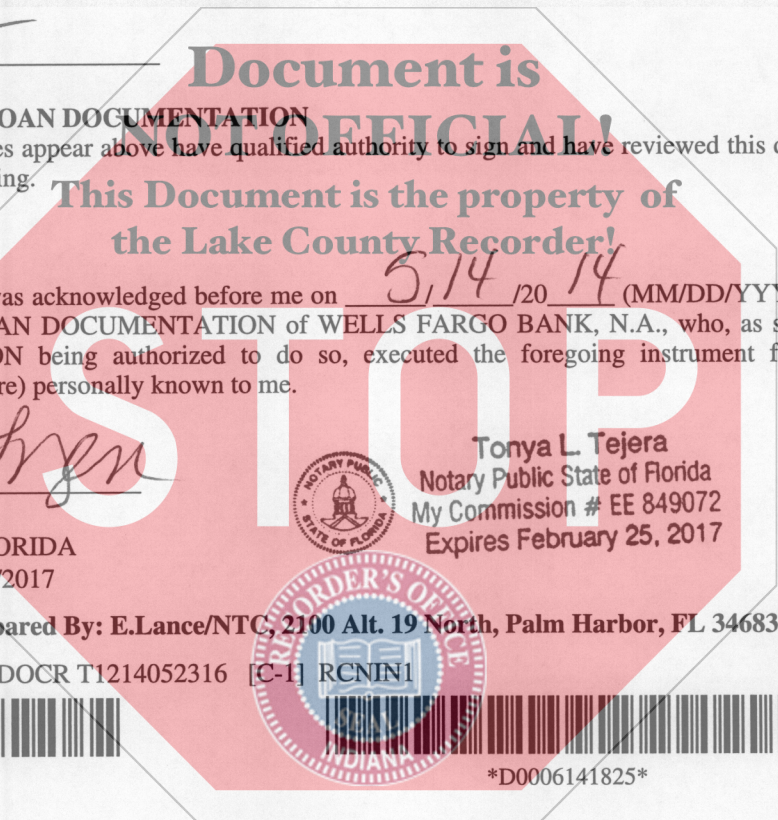 Document is
OAN DOCUMENTATION
NOT OFFICIAL!
es appear above have qualified authority to sign and have reviewed this
ing.
This Document is the property of
the Lake County Recorder!
was acknowledged before me on 5,14 /20 14 (MM/DD/YYY
AN DOCUMENTATION of WELLS FARGO BANK, N.A., who, as s
ON being authorized to do so, executed the foregoing instrument f
re) personally known to me.
STOP
Tonya L. Tejera
Notary Public State of Florida
My Commission # EE 849072
Expires February 25, 2017
NOTARY PUBLIC
STATE OF FLORIDA
ORIDA
/2017
RECORDER'S OFFICE
SEAL
INDIANA
pared By: E.Lance/NTC, 2100 Alt. 19 North, Palm Harbor, FL 34683
DOCR T1214052316 [C-1] RCNIN1
*D0006141825*